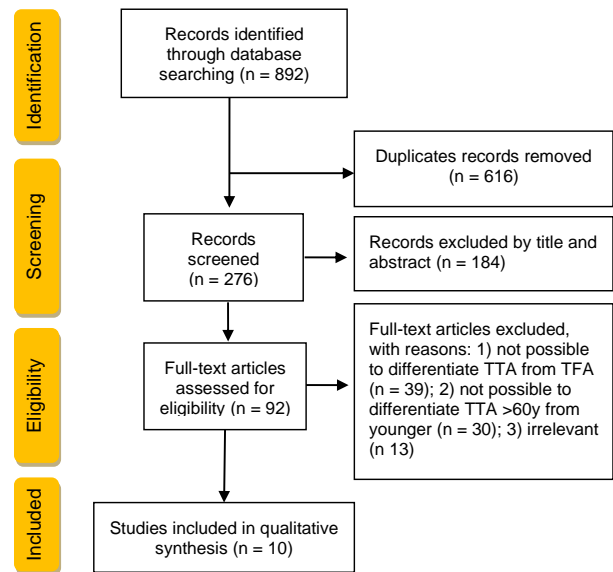 Identification
Records identified
through database
searching (n = 892)
Duplicates records removed
(n = 616)
Screening
Records
screened
(n = 276)
Records excluded by title and
abstract (n = 184)
Eligibility
Full-text articles
assessed for
eligibility (n = 92)
Full-text articles excluded,
with reasons: 1) not possible
to differentiate TTA from TFA
(n = 39); 2) not possible to
differentiate TTA >60y from
younger (n = 30); 3) irrelevant
(n 13)
Included
Studies included in qualitative
synthesis (n = 10)